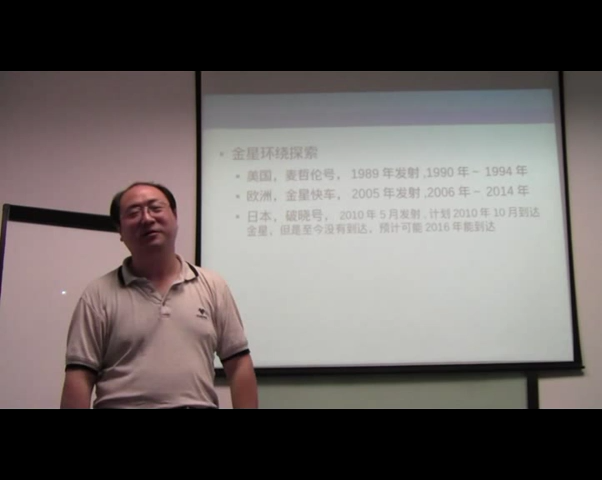 • 金星环绕探索
• 美国，麦哲伦号， 1989 年发射 ,1990 年 – 1994 年
• 欧洲，金星快车， 2005 年发射 ,2006 年 – 2014 年
• 日本，破晓号， 2010 年 5 月发射 , 计划 2010 年 10 月到达
金星，但是至今没有到达，预计可能 2016 年能到达